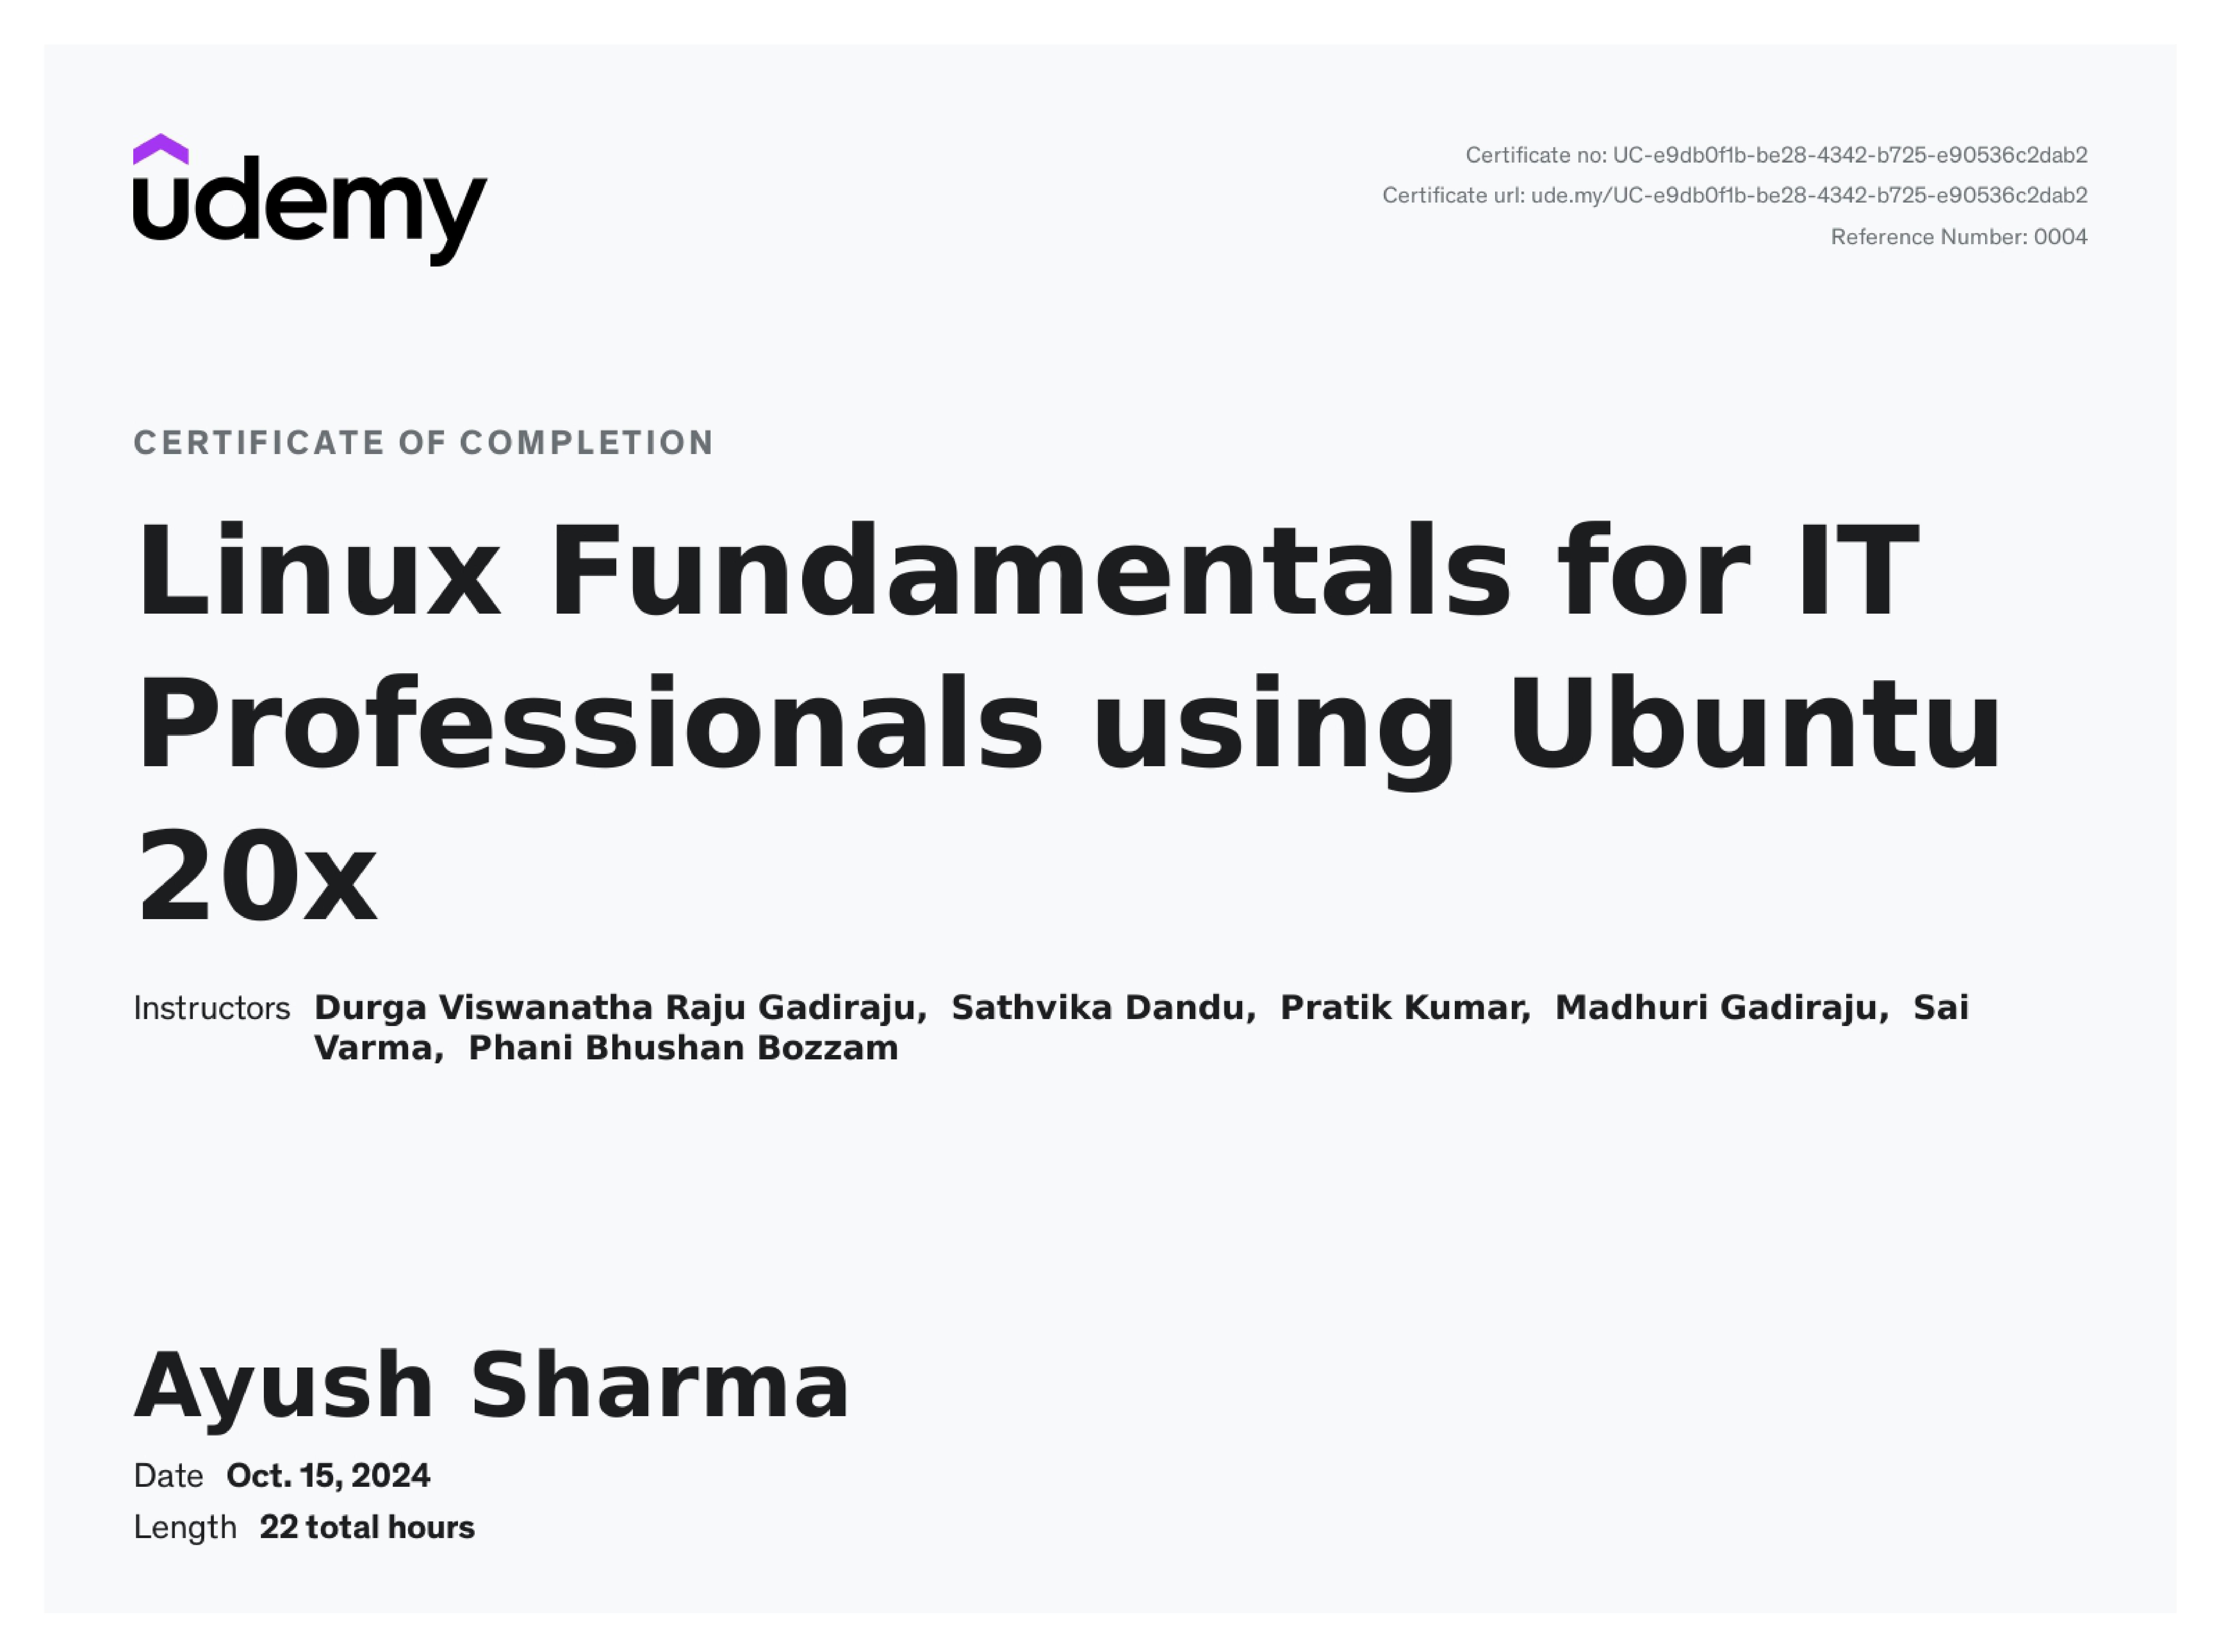 udemy
Certificate no: UC-e9db0f1b-be28-4342-b725-e90536c2dab2
Certificate url: ude.my/UC-e9db0f1b-be28-4342-b725-e90536c2dab2
Reference Number: 0004
CERTIFICATE OF COMPLETION
Linux Fundamentals for IT
Professionals using Ubuntu
20x
Instructors Durga Viswanatha Raju Gadiraju, Sathvika Dandu, Pratik Kumar, Madhuri Gadiraju, Sai
Varma, Phani Bhushan Bozzam
Ayush Sharma
Date Oct. 15, 2024
Length 22 total hours